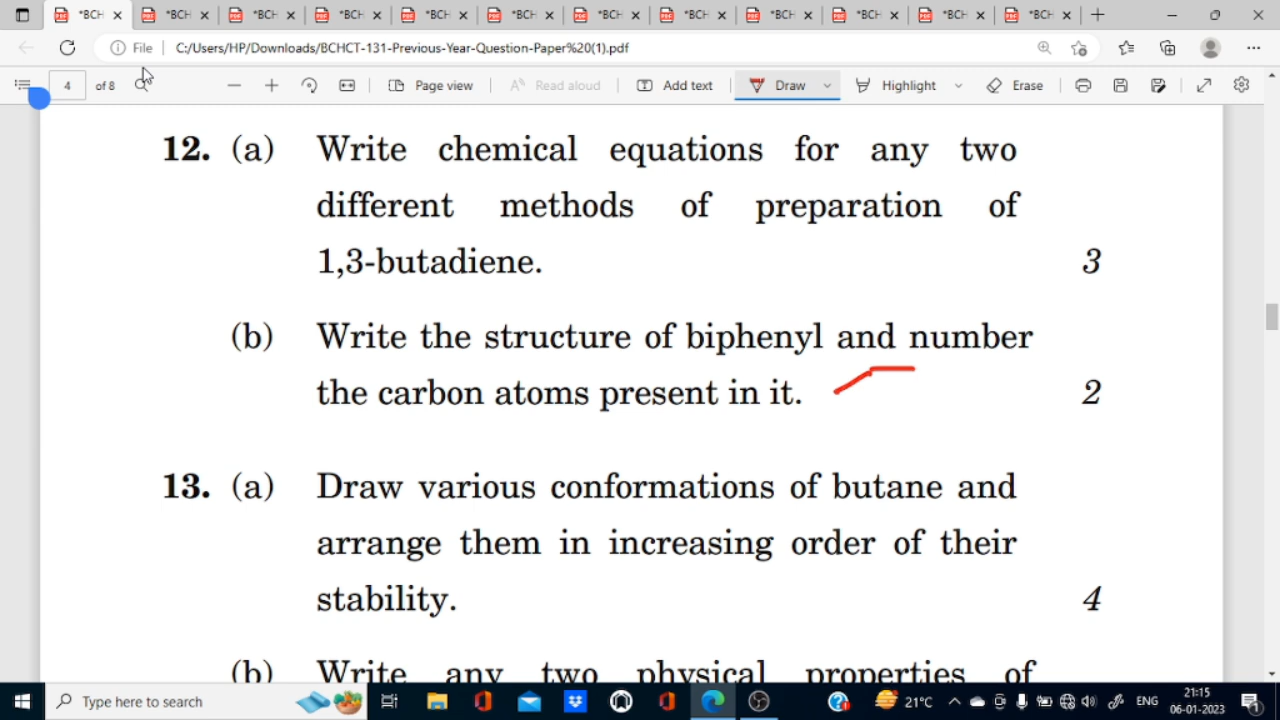 *BCH *BCH *BCH *BCH *BCH *BCH *BCH *BCH *BCH *BCH *BCH *BCH
File C:/Users/HP/Downloads/BCHCT-131-Previous-Year-Question-Paper%20(1).pdf
4 of 8 Page view Read aloud Add text Draw Highlight Erase
12. (a) Write chemical equations for any two
different methods of preparation of
1,3-butadiene. 3
(b) Write the structure of biphenyl and number
the carbon atoms present in it. 2
13. (a) Draw various conformations of butane and
arrange them in increasing order of their
stability. 4
(b) Write any two physical properties of
Type here to search 21°C ENG 21:15
06-01-2023